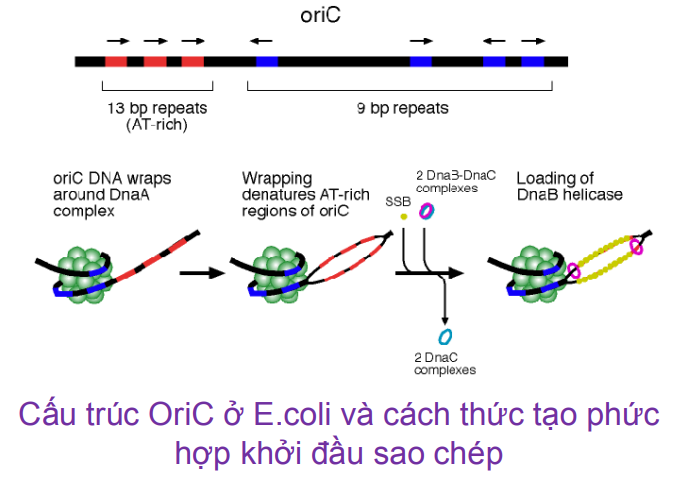 oriC
13 bp repeats
(AT-rich)
9 bp repeats
oriC DNA wraps
around DnaA
complex
Wrapping
denatures AT-rich
regions of oriC
SSB
2 DnaB-DnaC
complexes
Loading of
DnaB helicase
2 DnaC
complexes
Cấu trúc OriC ở E.coli và cách thức tạo phức
hợp khởi đầu sao chép